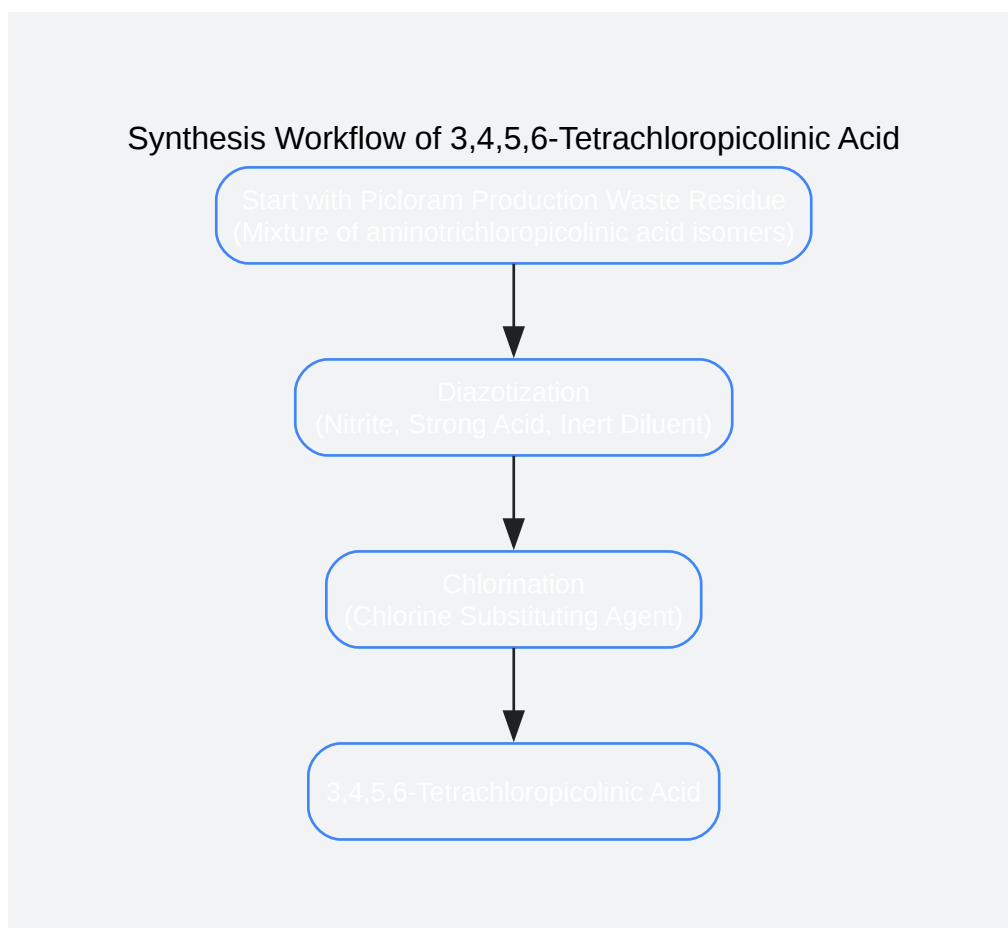 Synthesis Workflow of 3,4,5,6-Tetrachloropicolinic Acid
Start with Picloram Production Waste Residue
(Mixture of aminotrichloropicolinic acid isomers)
Diazotization
(Nitrite, Strong Acid, Inert Diluent)
Chlorination
(Chlorine Substituting Agent)
3,4,5,6-Tetrachloropicolinic Acid